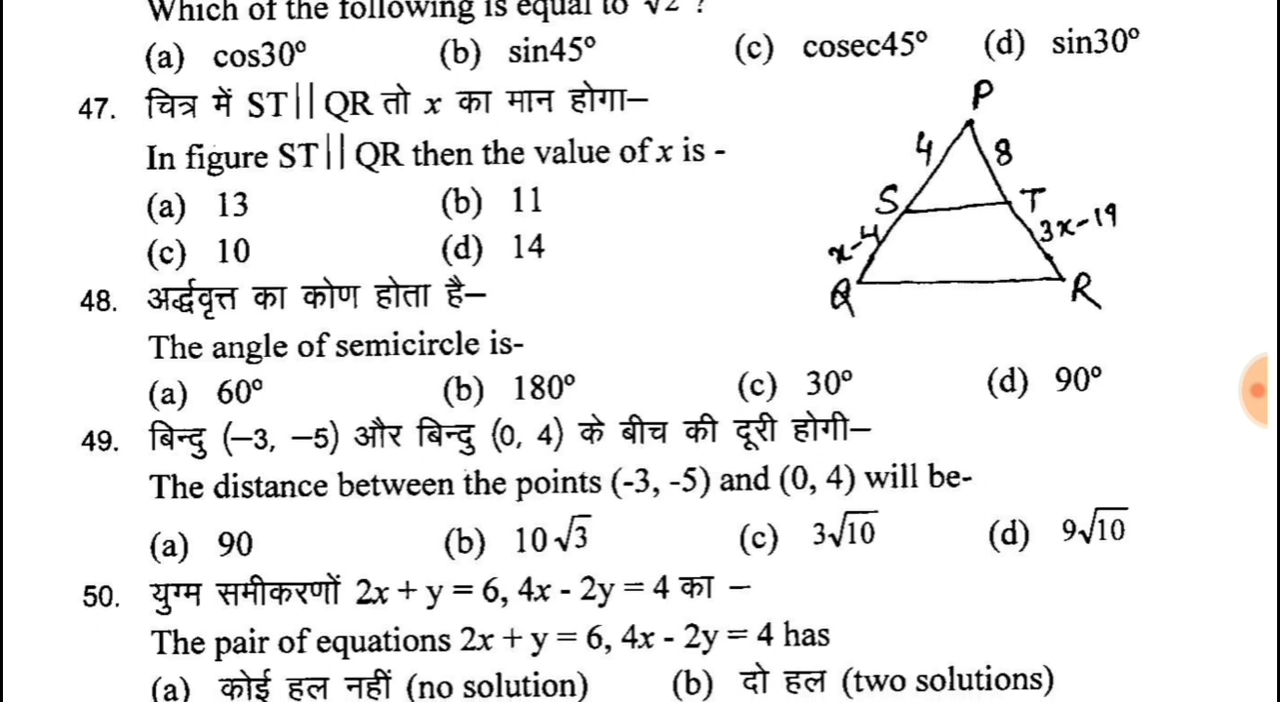 Which of the following is equal to √2 ?
(a) cos30° (b) sin45° (c) cosec45° (d) sin30°
47. चित्र में ST||QR तो x का मान होगा–
In figure ST||QR then the value of x is -
(a) 13 (b) 11
(c) 10 (d) 14
P
4 8
S T
x-4 3x-19
Q R
48. अर्द्धवृत्त का कोण होता है–
The angle of semicircle is-
(a) 60° (b) 180° (c) 30° (d) 90°
49. बिन्दु (–3, –5) और बिन्दु (0, 4) के बीच की दूरी होगी–
The distance between the points (-3, -5) and (0, 4) will be-
(a) 90 (b) 10√3 (c) 3√10 (d) 9√10
50. युग्म समीकरणों 2x + y = 6, 4x - 2y = 4 का –
The pair of equations 2x + y = 6, 4x - 2y = 4 has
(a) कोई हल नहीं (no solution) (b) दो हल (two solutions)